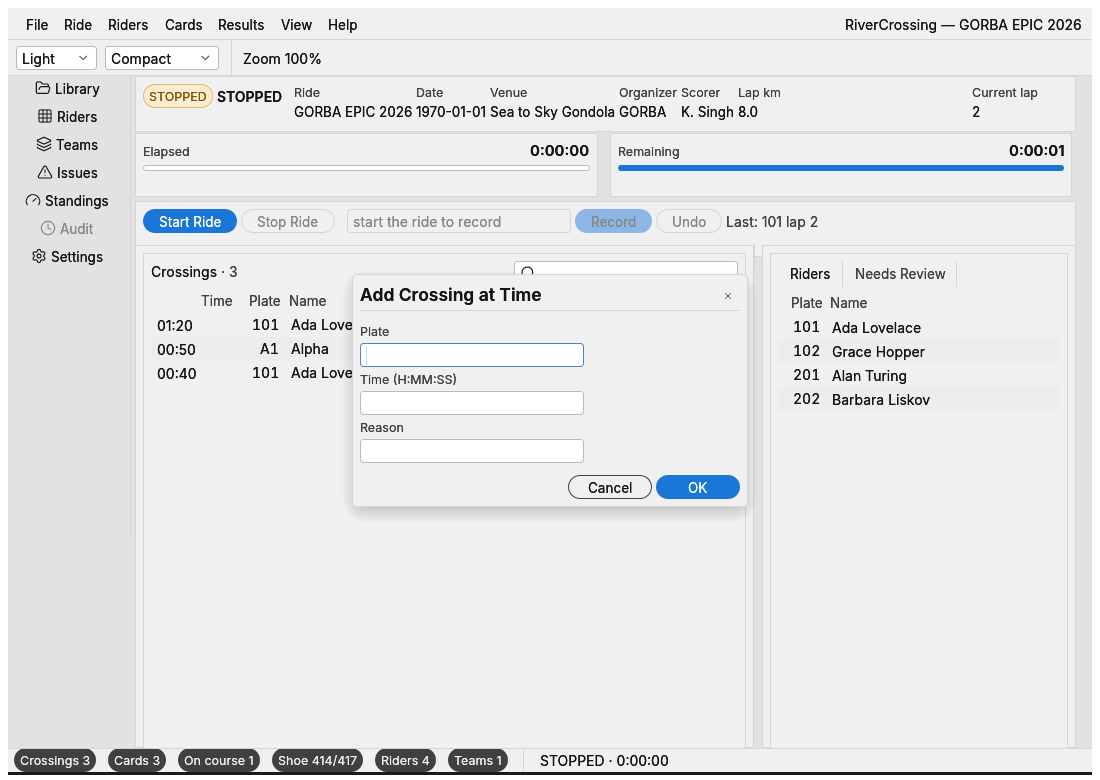 File Ride Riders Cards Results View Help RiverCrossing — GORBA EPIC 2026
Light Compact Zoom 100%
Library
Riders
Teams
Issues
Standings
Audit
Settings
STOPPED STOPPED
Ride Date Venue Organizer Scorer Lap km Current lap
GORBA EPIC 2026 1970-01-01 Sea to Sky Gondola GORBA K. Singh 8.0 2
Elapsed 0:00:00 Remaining 0:00:01
Start Ride Stop Ride start the ride to record Record Undo Last: 101 lap 2
Crossings · 3
Time Plate Name
01:20 101 Ada Love
00:50 A1 Alpha
00:40 101 Ada Love
Add Crossing at Time ×
Plate
Time (H:MM:SS)
Reason
Cancel OK
Riders Needs Review
Plate Name
101 Ada Lovelace
102 Grace Hopper
201 Alan Turing
202 Barbara Liskov
Crossings 3 Cards 3 On course 1 Shoe 414/417 Riders 4 Teams 1 STOPPED · 0:00:00